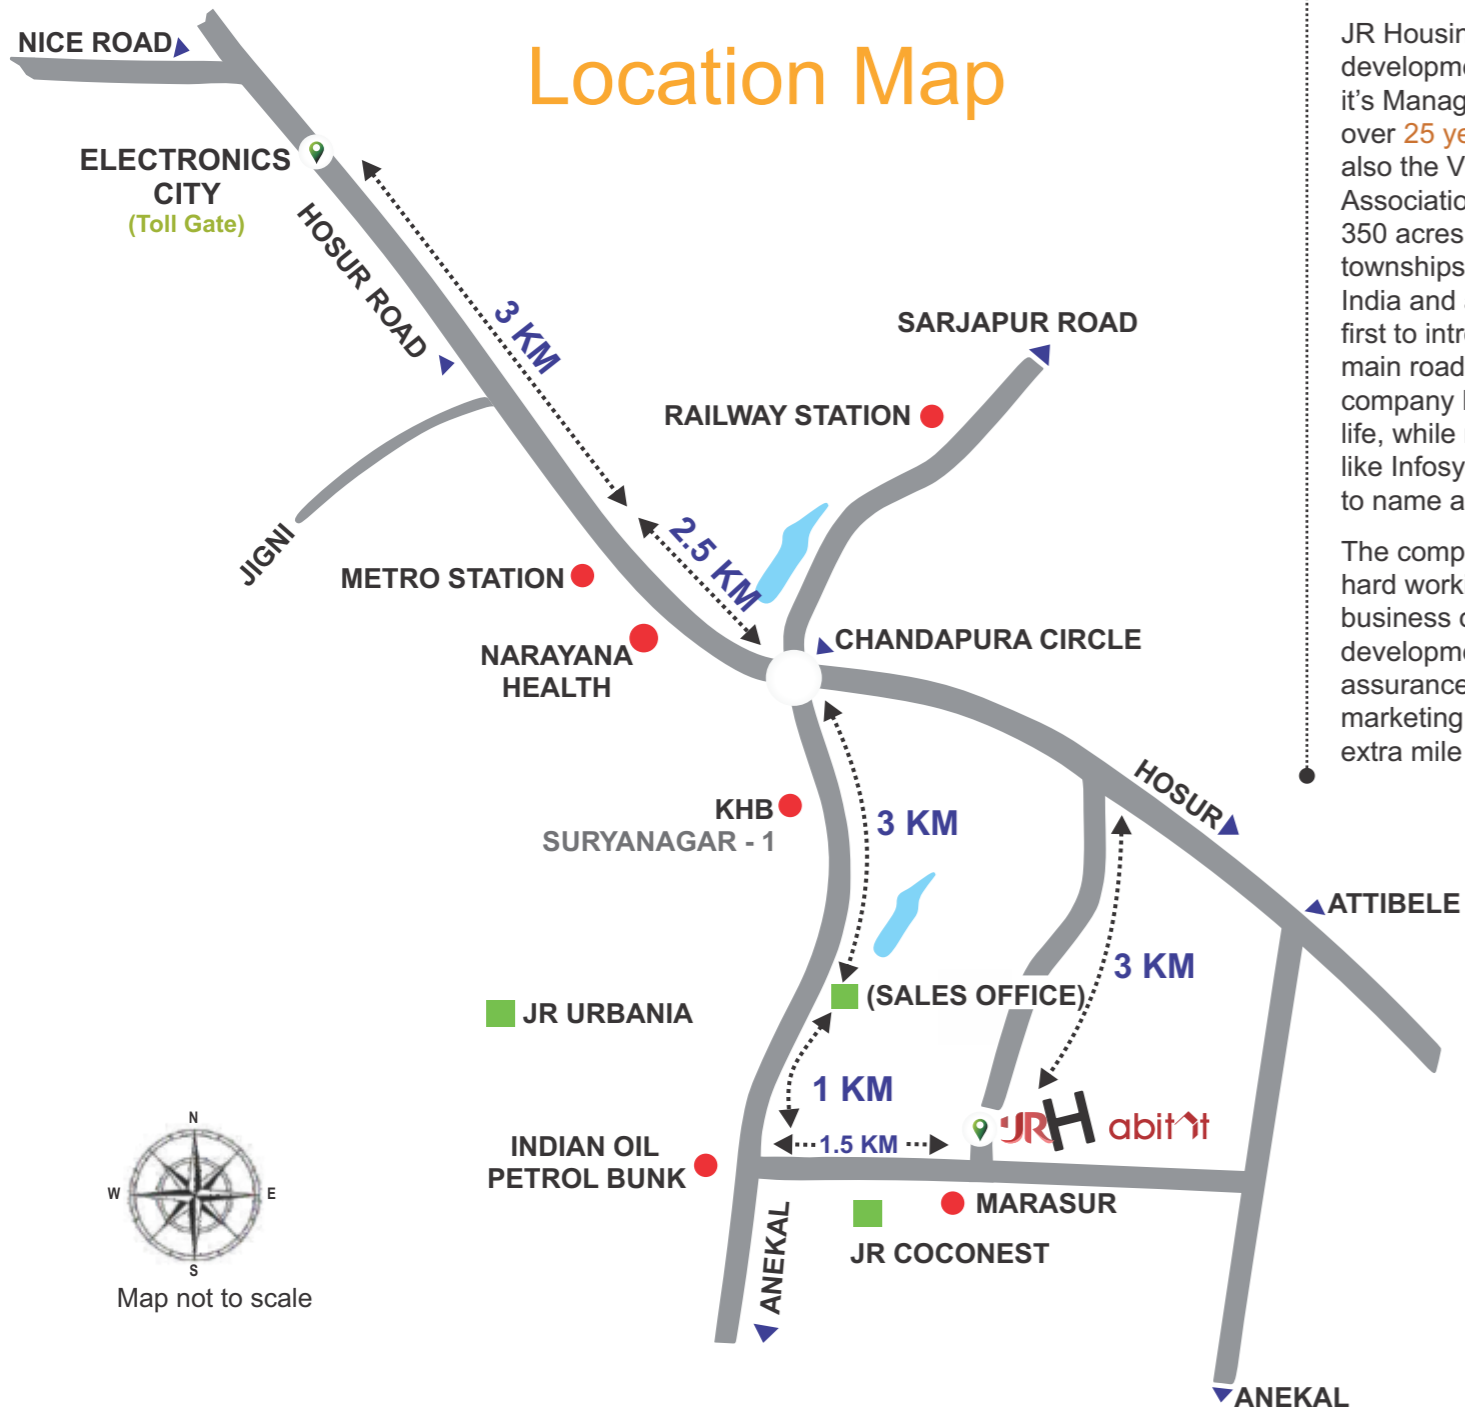 Location Map
NICE ROAD
ELECTRONICS
CITY
(Toll Gate)
HOSUR ROAD
3 KM
SARJAPUR ROAD
RAILWAY STATION
JIGNI
2.5 KM
METRO STATION
NARAYANA
HEALTH
CHANDAPURA CIRCLE
HOSUR
KHB
SURYANAGAR - 1
3 KM
ATTIBELE
3 KM
(SALES OFFICE)
JR URBANIA
1 KM
JR Habitat
1.5 KM
INDIAN OIL
PETROL BUNK
MARASUR
JR COCONEST
ANEKAL
ANEKAL
N
W E
S
Map not to scale
JR Housin
developme
it's Manag
over 25 ye
also the V
Associatio
350 acres
townships
India and
first to intr
main road
company
life, while
like Infosy
to name a
The comp
hard work
business o
developme
assurance
marketing
extra mile